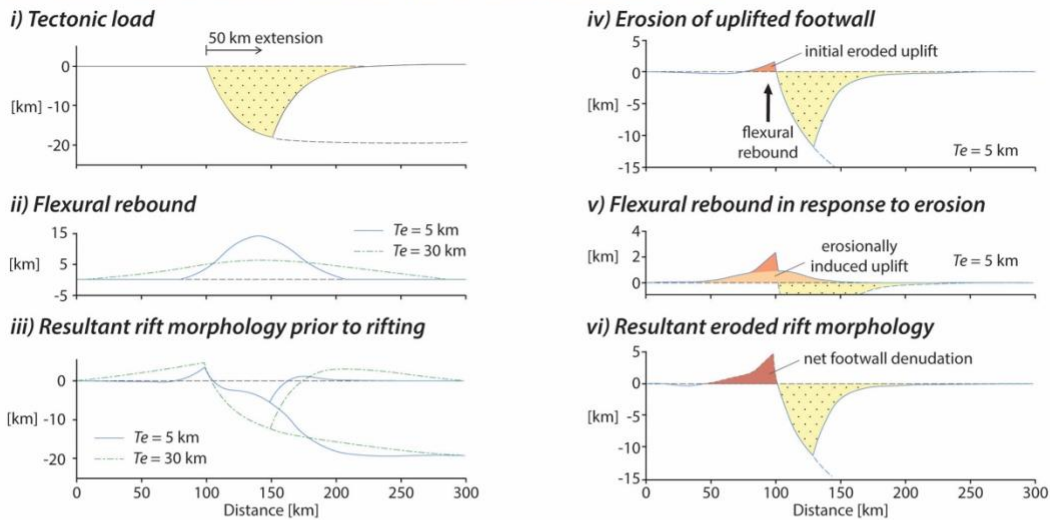 i) Tectonic load
50 km extension
0
[km] -10
-20
ii) Flexural rebound
15
[km] 5
-5
Te = 5 km
Te = 30 km
iii) Resultant rift morphology prior to rifting
0
[km] -10
-20
Te = 5 km
Te = 30 km
0 50 100 150 200 250 300
Distance [km]
iv) Erosion of uplifted footwall
5
0
[km] -5
-10
-15
initial eroded uplift
flexural
rebound
Te = 5 km
v) Flexural rebound in response to erosion
4
[km] 2
0
erosionally
induced uplift
Te = 5 km
vi) Resultant eroded rift morphology
5
0
[km] -5
-10
-15
net footwall denudation
0 50 100 150 200 250 300
Distance [km]